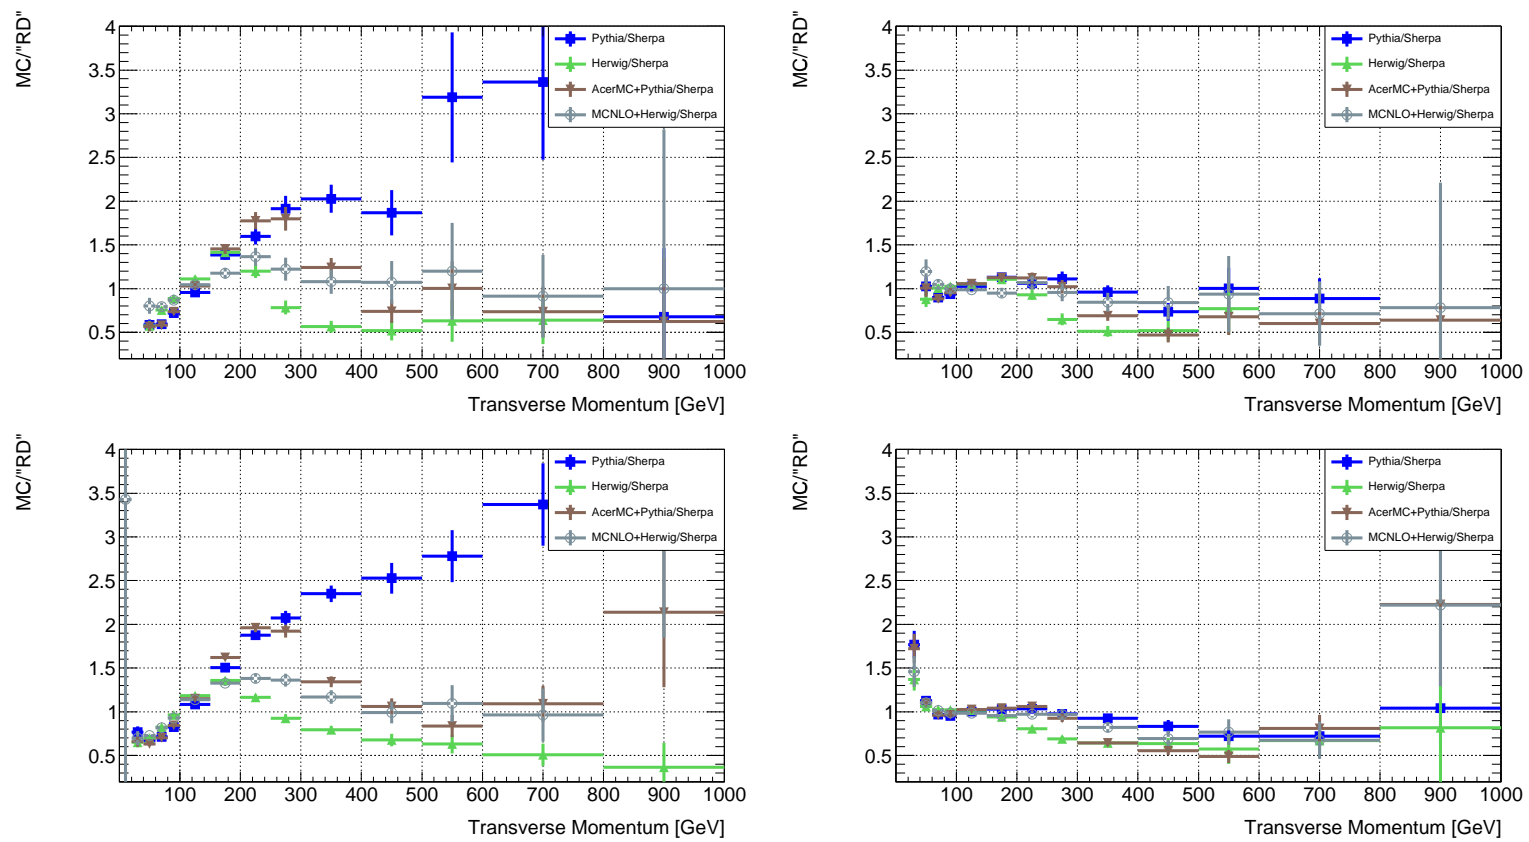 MC/"RD"
4
3.5
3
2.5
2
1.5
1
0.5
100 200 300 400 500 600 700 800 900 1000
Transverse Momentum [GeV]
Pythia/Sherpa
Herwig/Sherpa
AcerMC+Pythia/Sherpa
MCNLO+Herwig/Sherpa
MC/"RD"
4
3.5
3
2.5
2
1.5
1
0.5
100 200 300 400 500 600 700 800 900 1000
Transverse Momentum [GeV]
Pythia/Sherpa
Herwig/Sherpa
AcerMC+Pythia/Sherpa
MCNLO+Herwig/Sherpa
MC/"RD"
4
3.5
3
2.5
2
1.5
1
0.5
100 200 300 400 500 600 700 800 900 1000
Transverse Momentum [GeV]
Pythia/Sherpa
Herwig/Sherpa
AcerMC+Pythia/Sherpa
MCNLO+Herwig/Sherpa
MC/"RD"
4
3.5
3
2.5
2
1.5
1
0.5
100 200 300 400 500 600 700 800 900 1000
Transverse Momentum [GeV]
Pythia/Sherpa
Herwig/Sherpa
AcerMC+Pythia/Sherpa
MCNLO+Herwig/Sherpa